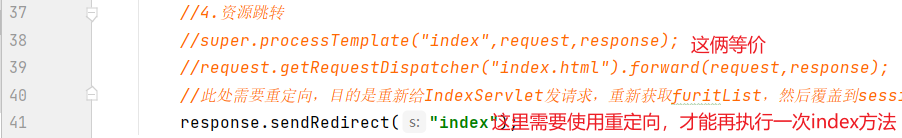 37 //4.资源跳转
38 //super.processTemplate("index",request,response); 这俩等价
39 //request.getRequestDispatcher("index.html").forward(request,response);
40 //此处需要重定向，目的是重新给IndexServlet发请求，重新获取furitList，然后覆盖到sess
41 response.sendRedirect( s: "index"); 这里需要使用重定向，才能再执行一次index方法